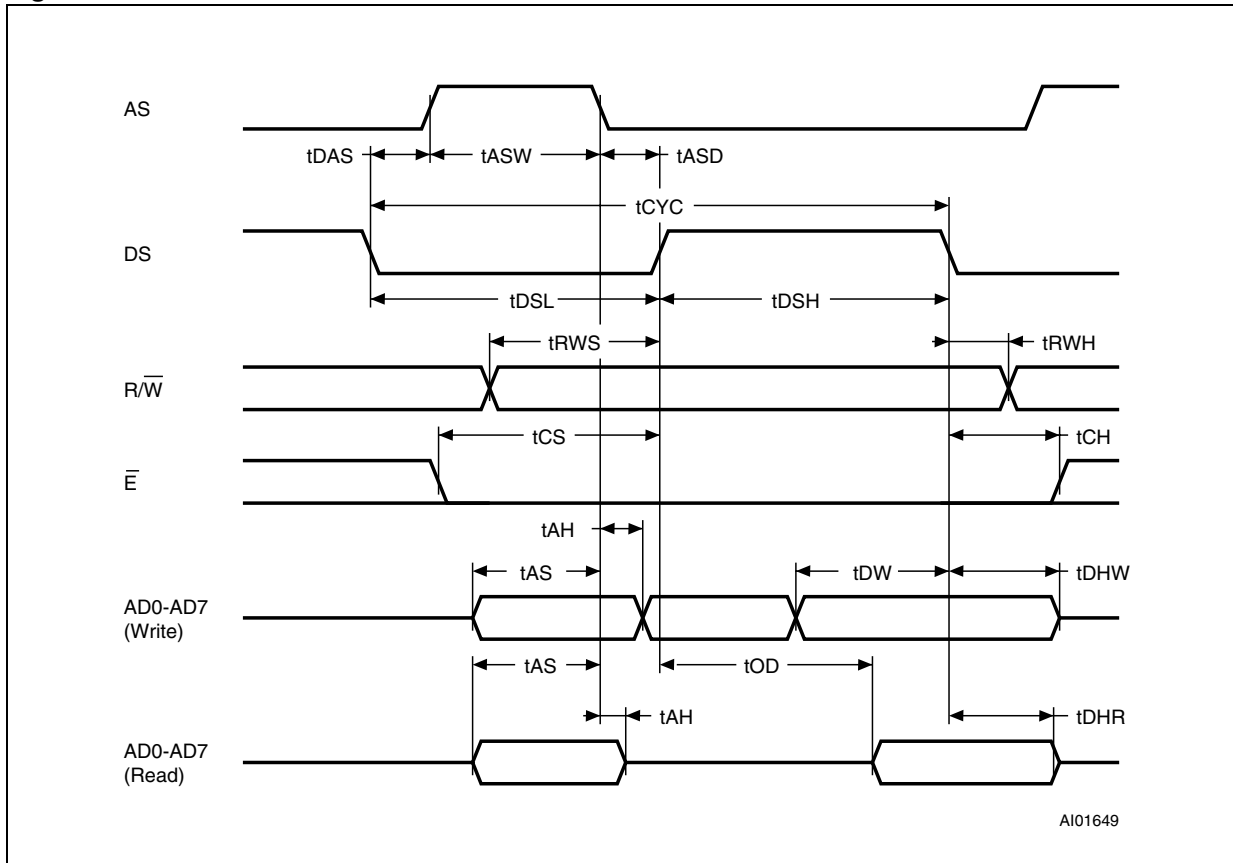 AS
tDAS
tASW
tASD
tCYC
DS
tDSL
tDSH
tRWS
tRWH
R/W̅
tCS
tCH
E̅
tAH
tAS
tDW
tDHW
AD0-AD7
(Write)
tAS
tOD
tAH
tDHR
AD0-AD7
(Read)
AI01649